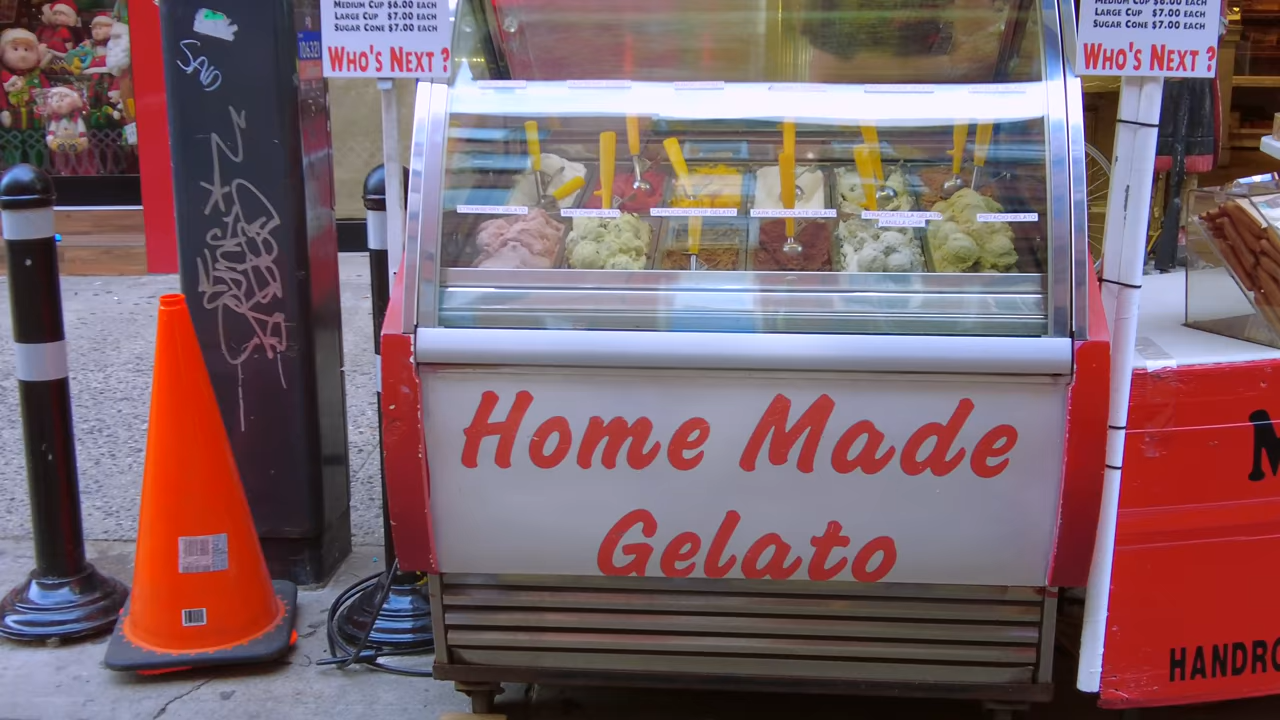 MEDIUM CUP $6.00 EACH
LARGE CUP $7.00 EACH
SUGAR CONE $7.00 EACH
WHO'S NEXT ?
MEDIUM CUP $6.00 EACH
LARGE CUP $7.00 EACH
SUGAR CONE $7.00 EACH
WHO'S NEXT ?
STRAWBERRY GELATO
MINT CHIP GELATO
CAPPUCCINO CHIP GELATO
DARK CHOCOLATE GELATO
STRACCIATELLA GELATO
VANILLA CHIP
PISTACIO GELATO
Home Made
Gelato
M
HANDRO